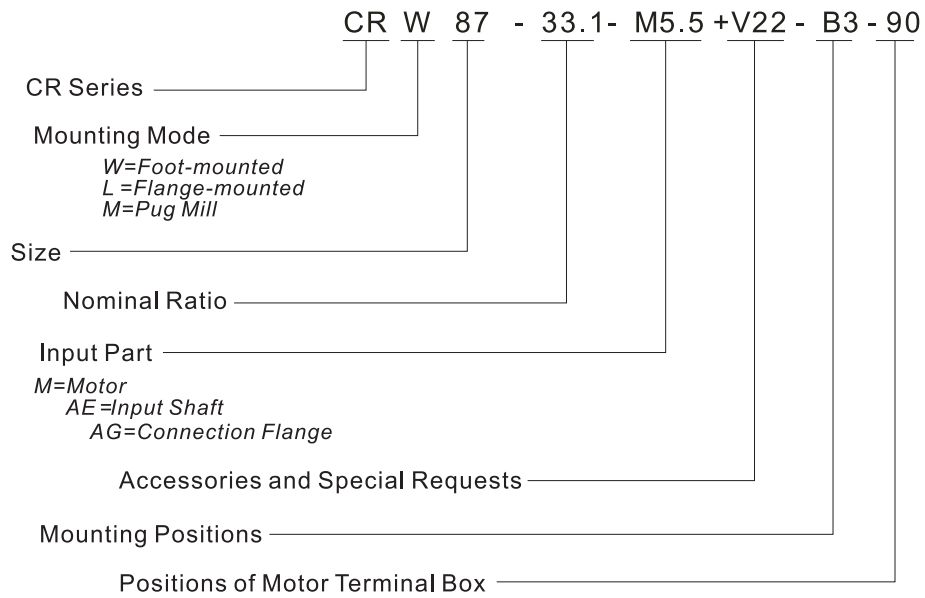 CR W 87 - 33.1- M5.5 +V22 - B3 - 90
CR Series
Mounting Mode
W=Foot-mounted
L =Flange-mounted
M=Pug Mill
Size
Nominal Ratio
Input Part
M=Motor
AE=Input Shaft
AG=Connection Flange
Accessories and Special Requests
Mounting Positions
Positions of Motor Terminal Box